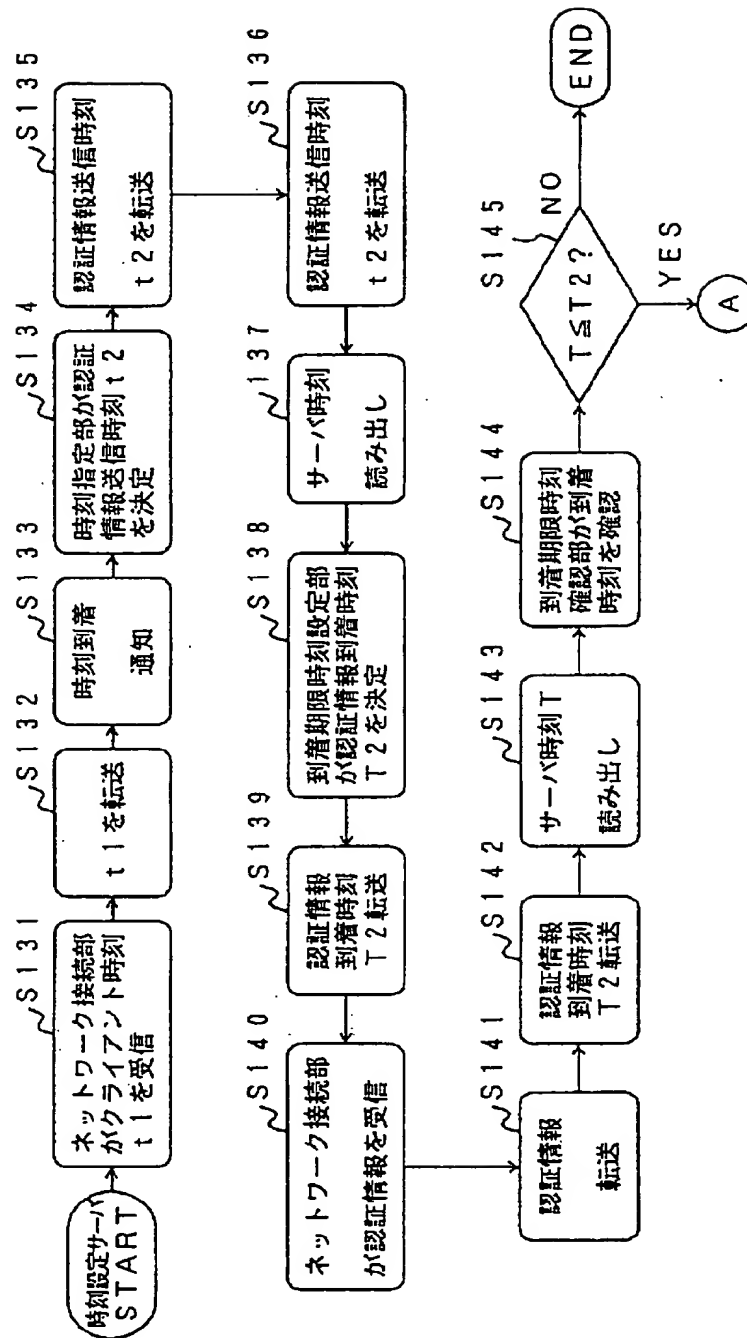 時刻設定サーバ
START
S131
ネットワーク接続部
がクライアント時刻
t1を受信
S132
t1を転送
S133
時刻到着
通知
S134
時刻指定部が認証
情報送信時刻t2
を決定
S135
認証情報送信時刻
t2を転送
S136
認証情報送信時刻
t2を転送
137
サーバ時刻
読み出し
S138
到着期限時刻設定部
が認証情報到着時刻
T2を決定
S139
認証情報
到着時刻
T2転送
S140
ネットワーク接続部
が認証情報を受信
S141
認証情報
転送
S142
認証情報
到着時刻
T2転送
S143
サーバ時刻T
読み出し
S144
到着期限時刻
確認部が到着
時刻を確認
S145
T≦T2?
NO
END
YES
A